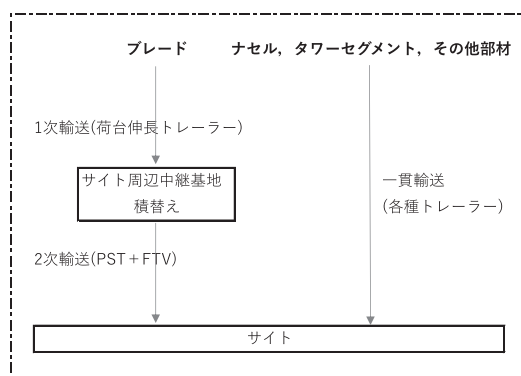 ブレード
ナセル，タワーセグメント，その他部材
1次輸送(荷台伸長トレーラー)
サイト周辺中継基地
積替え
一貫輸送
(各種トレーラー)
2次輸送(PST＋FTV)
サイト